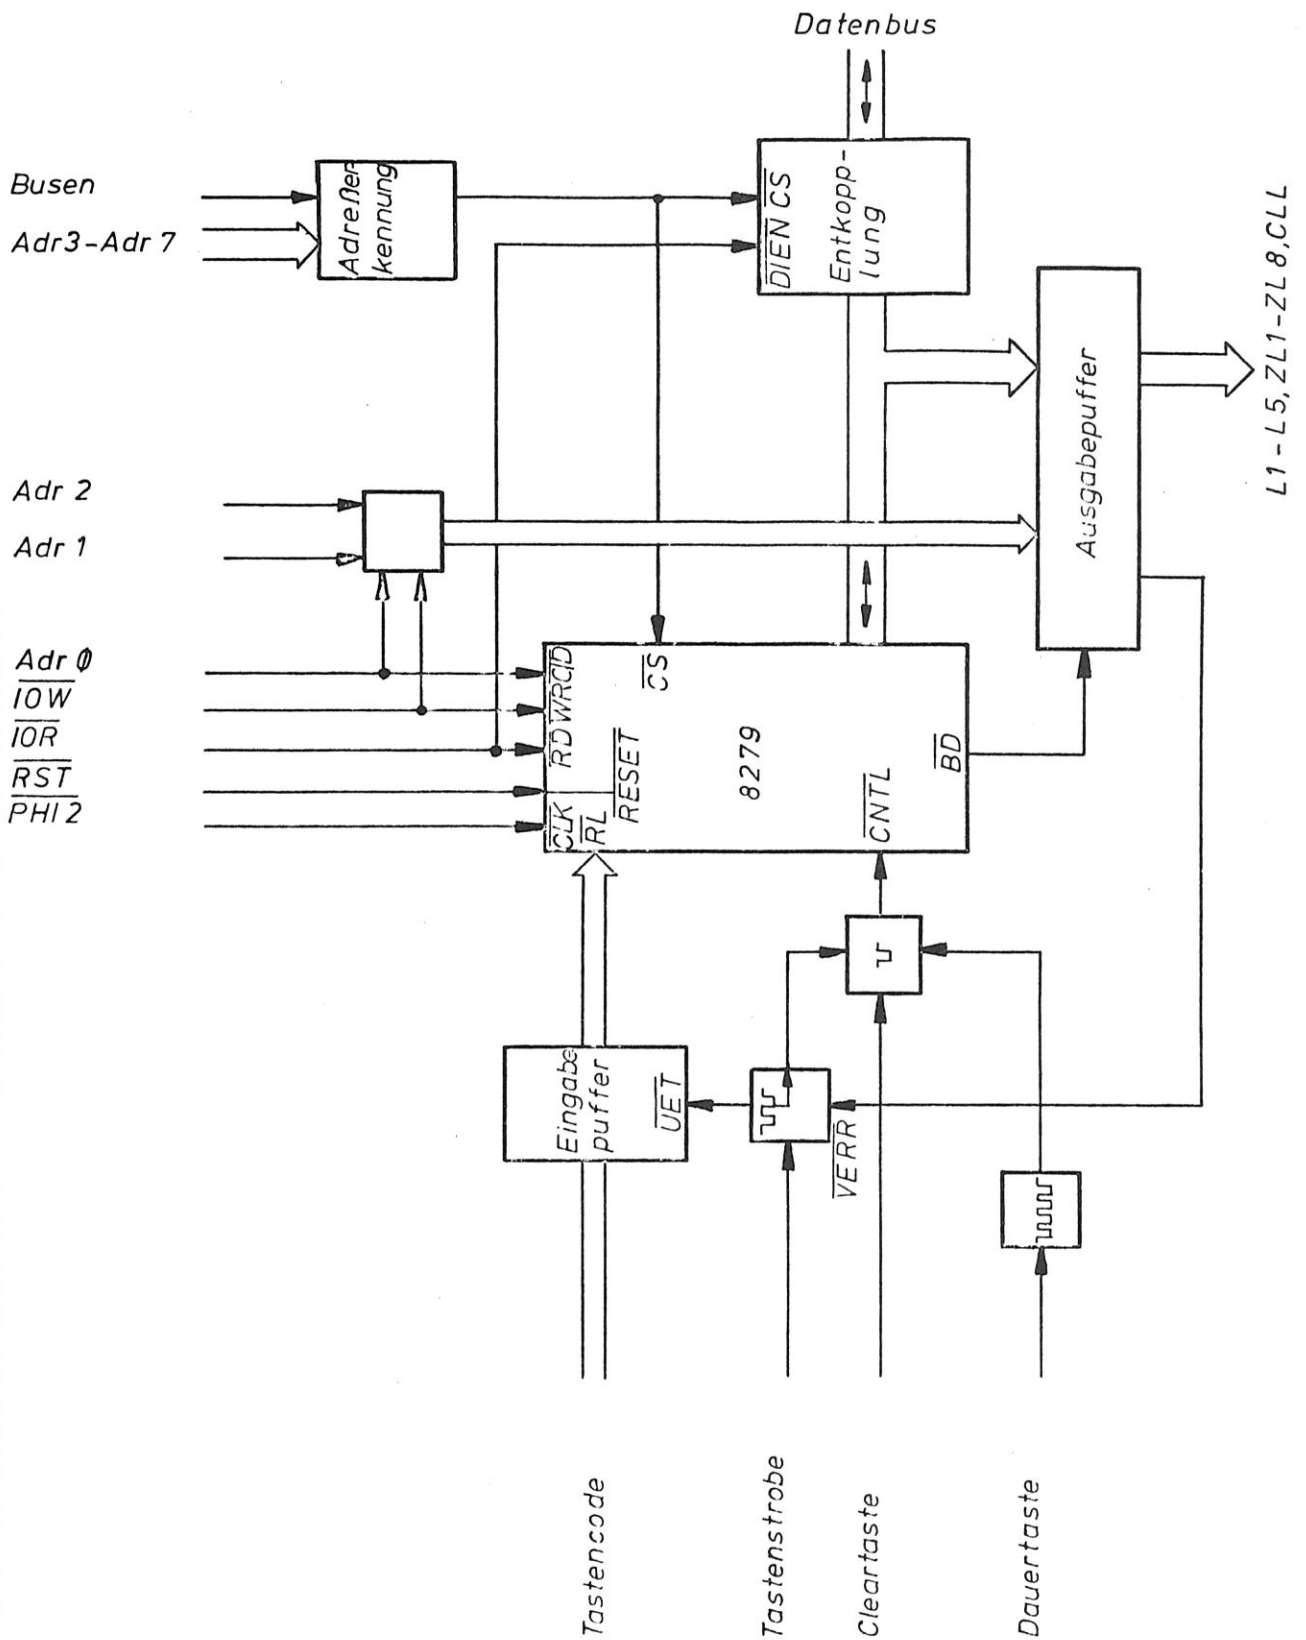 Datenbus
Busen
Adr3-Adr 7
Adreßer
kennung
DIEN CS
Entkopp-
lung
L1-L5, ZL1-ZL8, CLL
Ausgabepuffer
Adr 2
Adr 1
Adr Ø
IOW
IOR
RST
PHI 2
C/D
WR
RD
CLK
RL
RESET
CS
8279
BD
CNTL
Eingabe
puffer
UET
VERR
Tastencode
Tastenstrobe
Cleartaste
Dauertaste